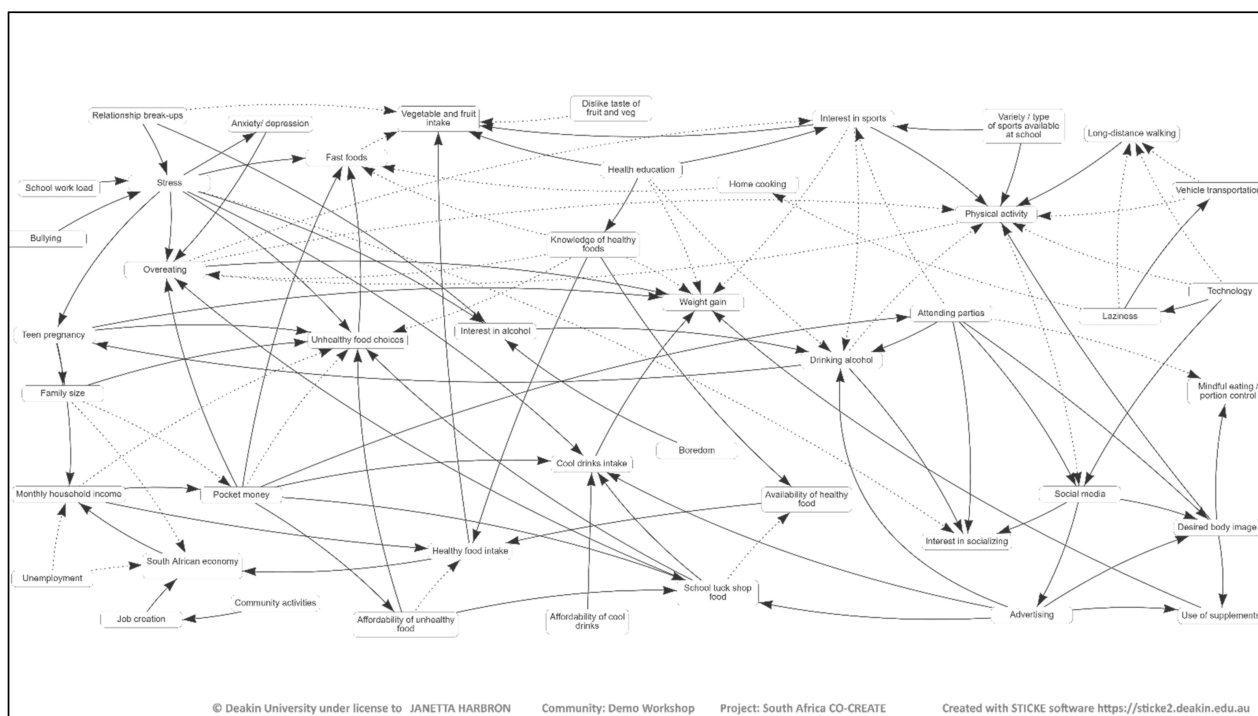 Relationship break-ups
Anxiety/ depression
Vegetable and fruit
intake
Dislike taste of
fruit and veg
Interest in sports
Variety / type
of sports available
at school
Long-distance walking
School work load
Stress
Fast foods
Health education
Home cooking
Vehicle transportation
Physical activity
Bullying
Overeating
Knowledge of healthy
foods
Weight gain
Technology
Laziness
Teen pregnancy
Unhealthy food choices
Interest in alcohol
Attending parties
Drinking alcohol
Family size
Mindful eating /
portion control
Boredom
Cool drinks intake
Monthly household income
Pocket money
Availability of healthy
food
Social media
Desired body image
Interest in socializing
Healthy food intake
South African economy
Unemployment
School tuck shop
food
Community activities
Job creation
Affordability of unhealthy
food
Affordability of cool
drinks
Advertising
Use of supplements
© Deakin University under license to JANETTA HARBRON Community: Demo Workshop Project: South Africa CO-CREATE Created with STICKE software https://sticke2.deakin.edu.au